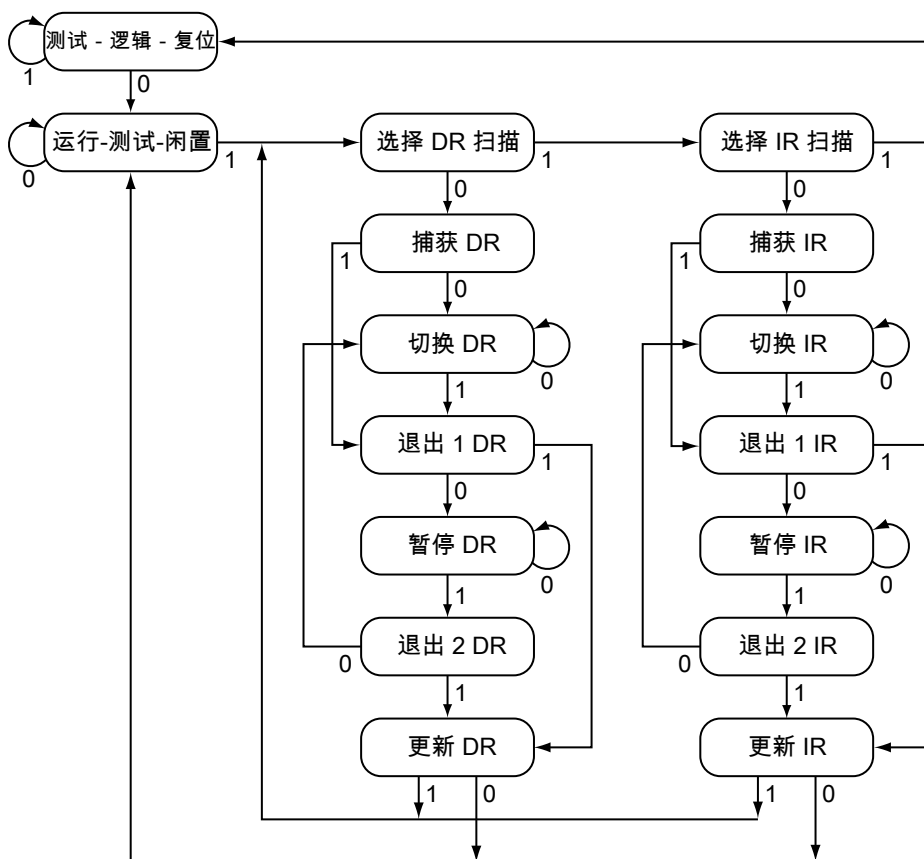 测试 - 逻辑 - 复位
1
0
运行-测试-闲置
0
1
选择 DR 扫描
1
选择 IR 扫描
1
0
0
捕获 DR
捕获 IR
1
1
0
0
切换 DR
切换 IR
0
0
1
1
退出 1 DR
退出 1 IR
1
1
0
0
暂停 DR
暂停 IR
0
0
1
1
退出 2 DR
退出 2 IR
0
0
1
1
更新 DR
更新 IR
1
0
1
0